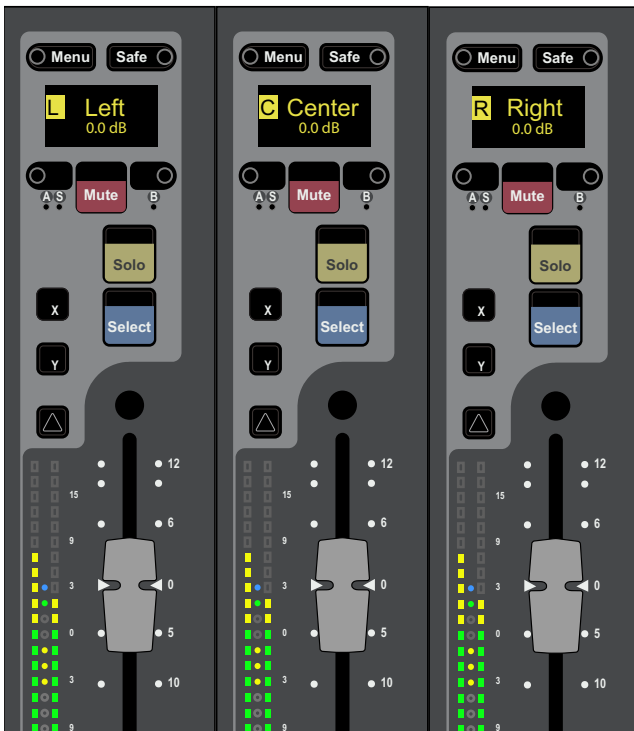 Menu Safe
L Left
0.0 dB
A S Mute B
Solo
X Select
Y
12
15
6
9
3 0
0 5
3 10
9
Menu Safe
C Center
0.0 dB
A S Mute B
Solo
X Select
Y
12
15
6
9
3 0
0 5
3 10
9
Menu Safe
R Right
0.0 dB
A S Mute B
Solo
X Select
Y
12
15
6
9
3 0
0 5
3 10
9